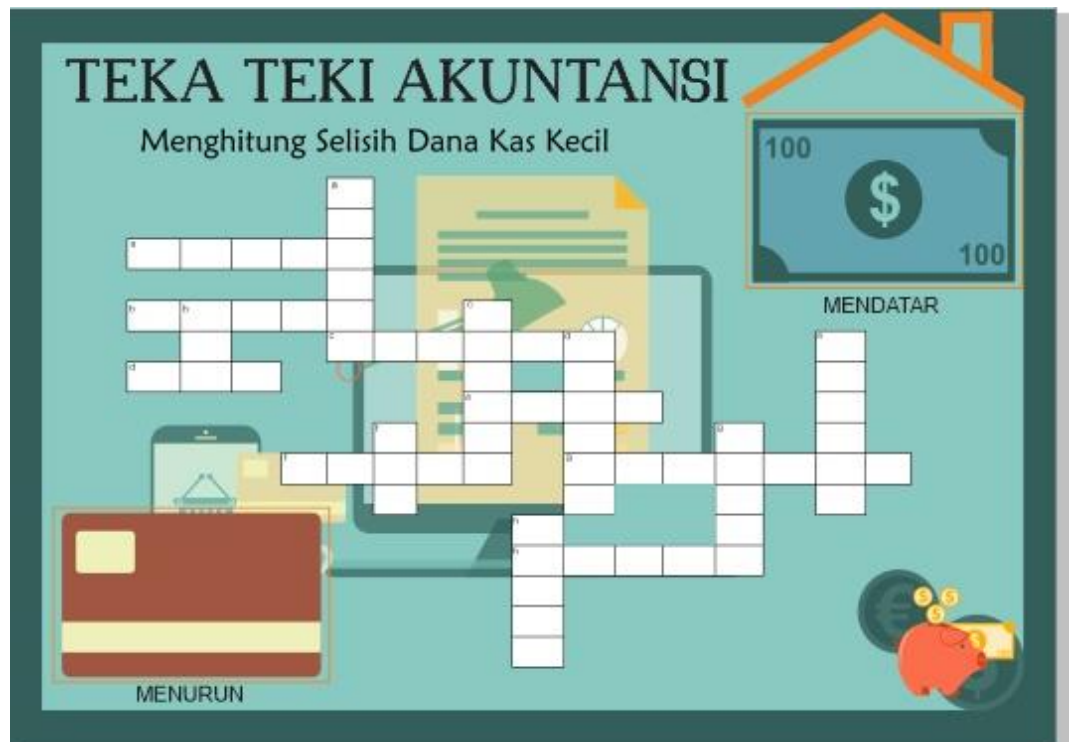 TEKA TEKI AKUNTANSI
Menghitung Selisih Dana Kas Kecil
100
$
100
MENDATAR
a
a
b
h
c
c
d
d
a
f
g
f
g
h
h
MENURUN